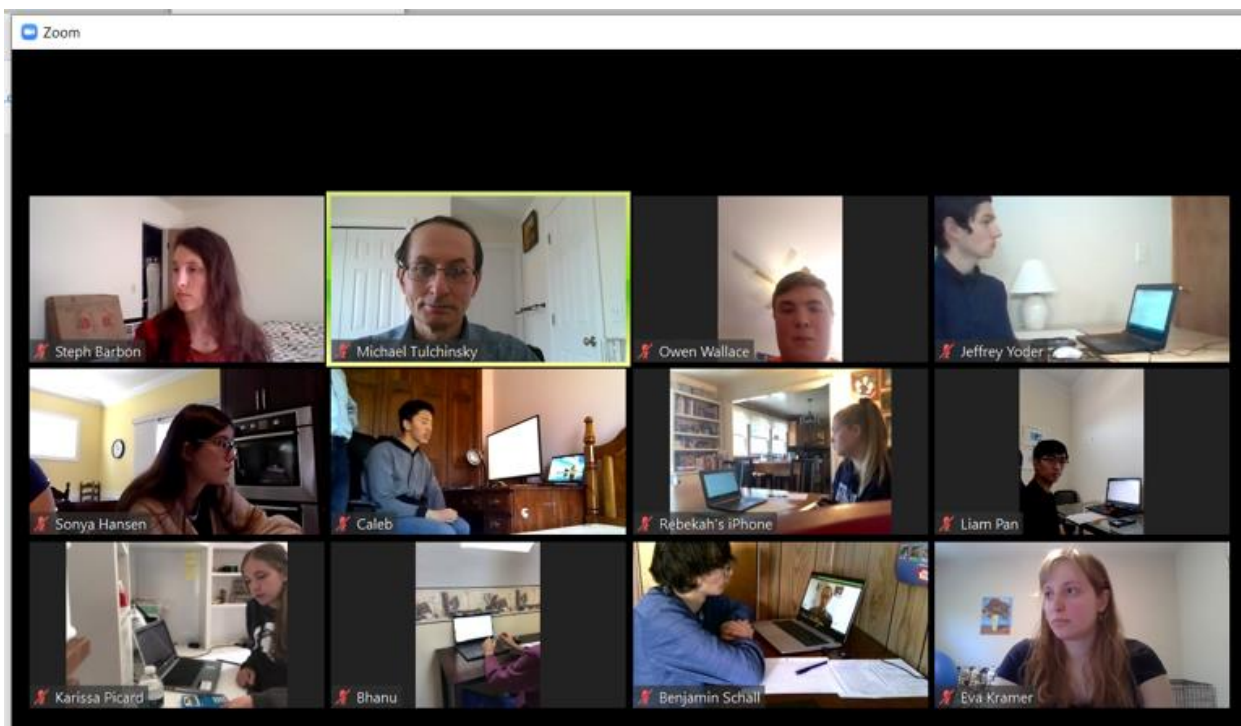 Zoom
Steph Barbon
Michael Tulchinsky
Owen Wallace
Jeffrey Yoder
Sonya Hansen
Caleb
Rebekah's iPhone
Liam Pan
Karissa Picard
Bhanu
Benjamin Schall
Eva Kramer